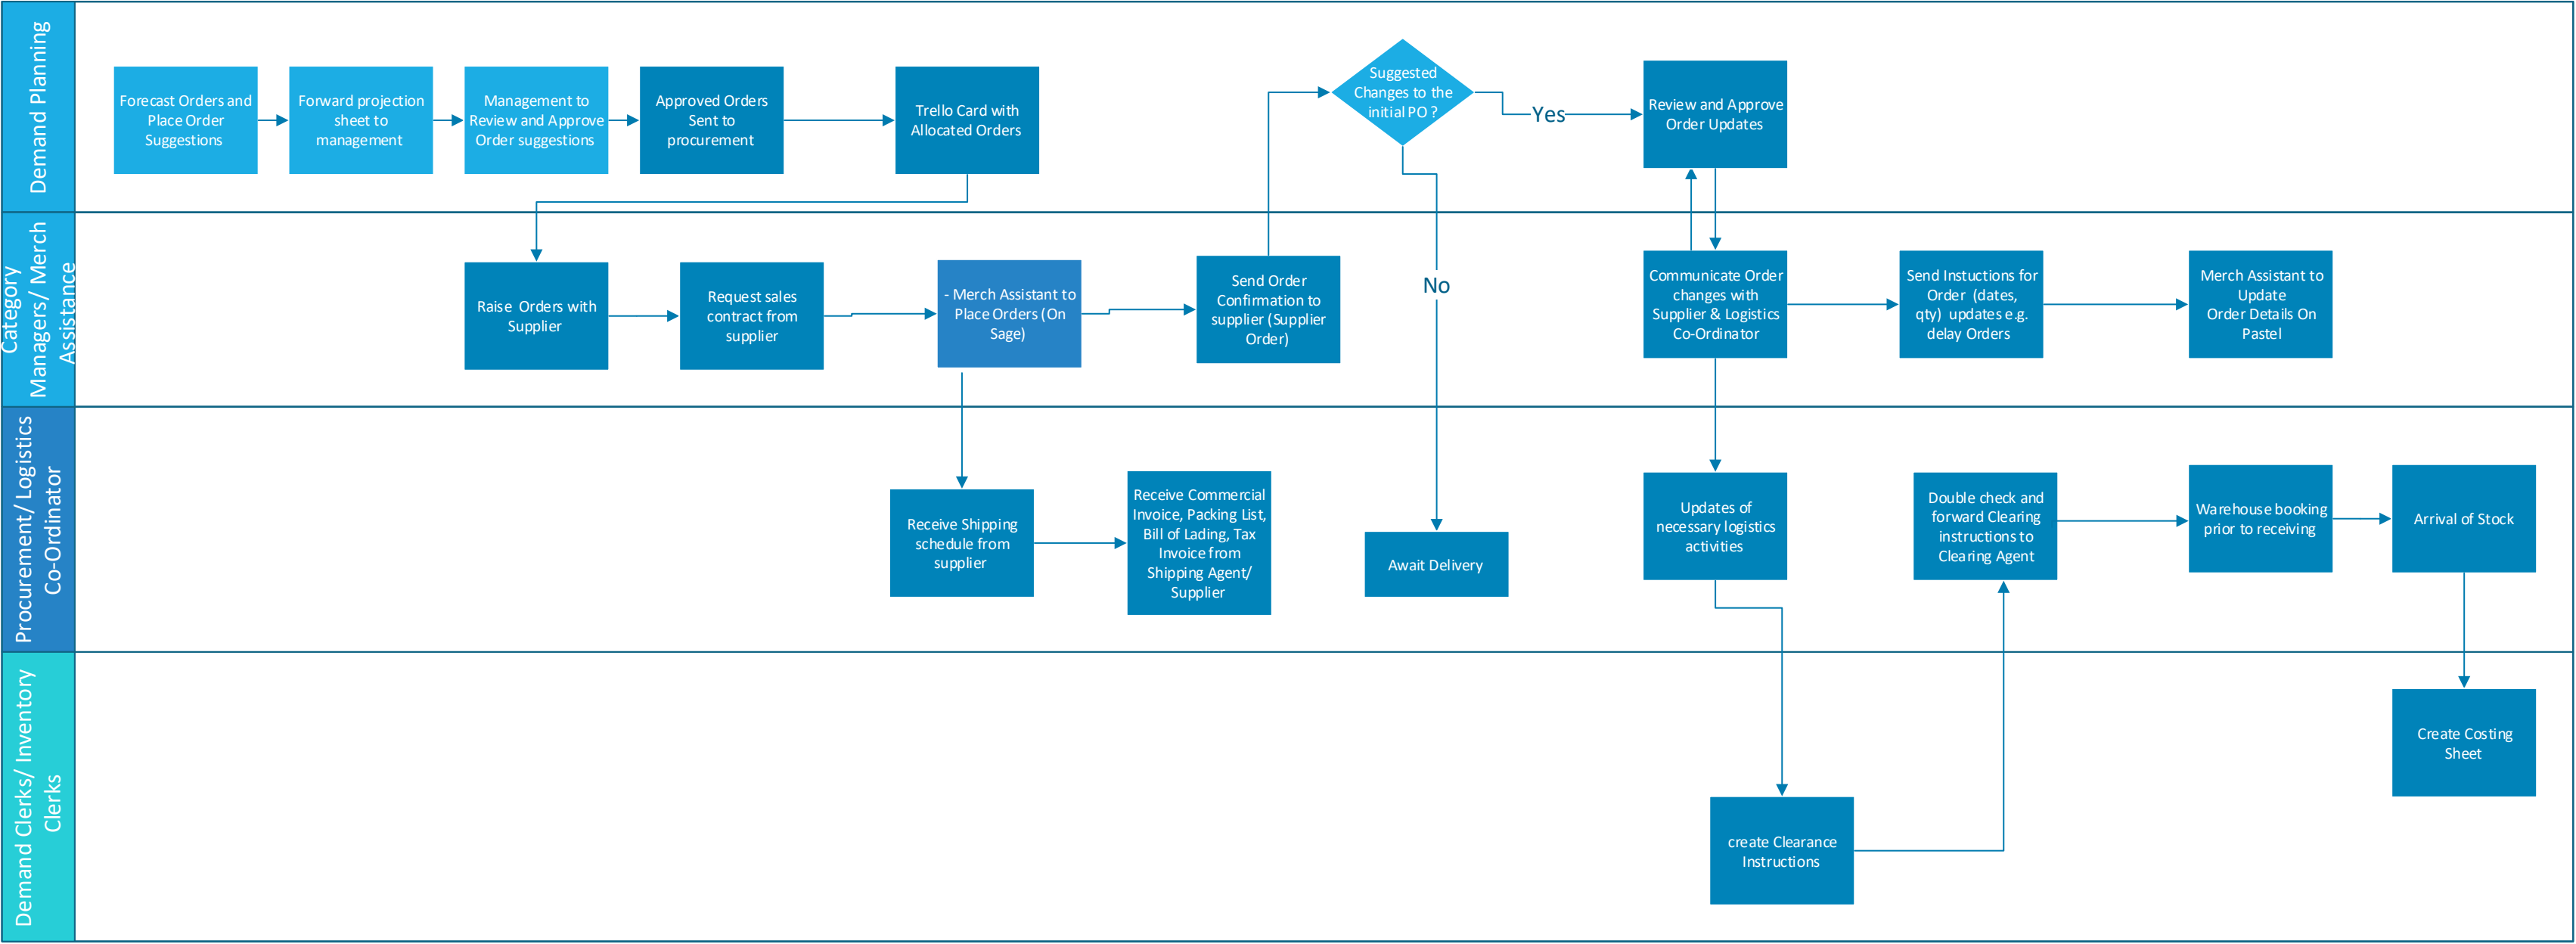 Demand Planning
Forecast Orders and
Place Order
Suggestions
Forward projection
sheet to
management
Management to
Review and Approve
Order suggestions
Approved Orders
Sent to
procurement
Trello Card with
Allocated Orders
Suggested
Changes to the
initial PO ?
Yes
Review and Approve
Order Updates
Category
Managers/ Merch
Assistance
Raise Orders with
Supplier
Request sales
contract from
supplier
- Merch Assistant to
Place Orders (On
Sage)
Send Order
Confirmation to
supplier (Supplier
Order)
No
Communicate Order
changes with
Supplier & Logistics
Co-Ordinator
Send Instuctions for
Order (dates,
qty) updates e.g.
delay Orders
Merch Assistant to
Update
Order Details On
Pastel
Procurement/ Logistics
Co-Ordinator
Receive Shipping
schedule from
supplier
Receive Commercial
Invoice, Packing List,
Bill of Lading, Tax
Invoice from
Shipping Agent/
Supplier
Await Delivery
Updates of
necessary logistics
activities
Double check and
forward Clearing
instructions to
Clearing Agent
Warehouse booking
prior to receiving
Arrival of Stock
Demand Clerks/ Inventory
Clerks
create Clearance
Instructions
Create Costing
Sheet